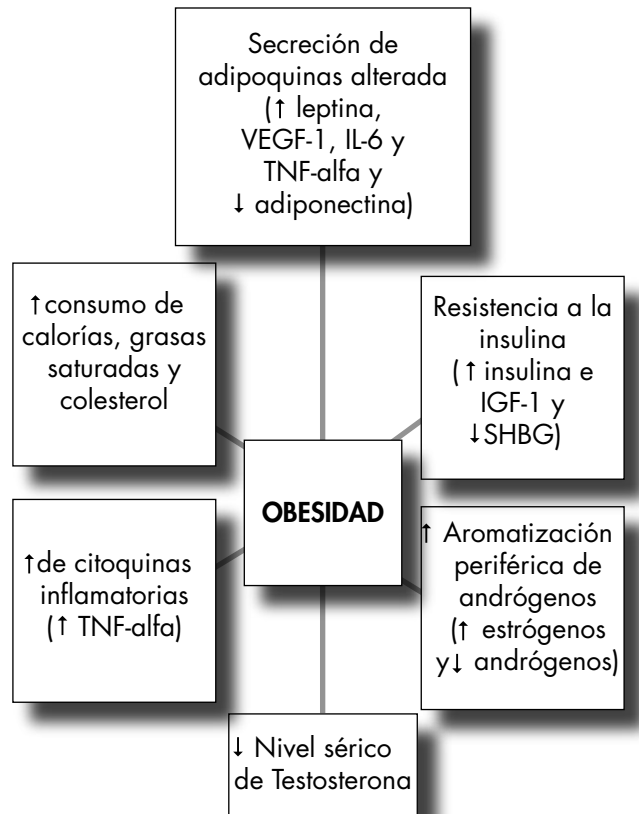 Secreción de
adipoquinas alterada
(↑ leptina,
VEGF-1, IL-6 y
TNF-alfa y
↓ adiponectina)
↑consumo de
calorías, grasas
saturadas y
colesterol
Resistencia a la
insulina
(↑ insulina e
IGF-1 y
↓SHBG)
OBESIDAD
↑de citoquinas
inflamatorias
(↑ TNF-alfa)
↑ Aromatización
periférica de
andrógenos
(↑ estrógenos
y↓ andrógenos)
↓ Nivel sérico
de Testosterona